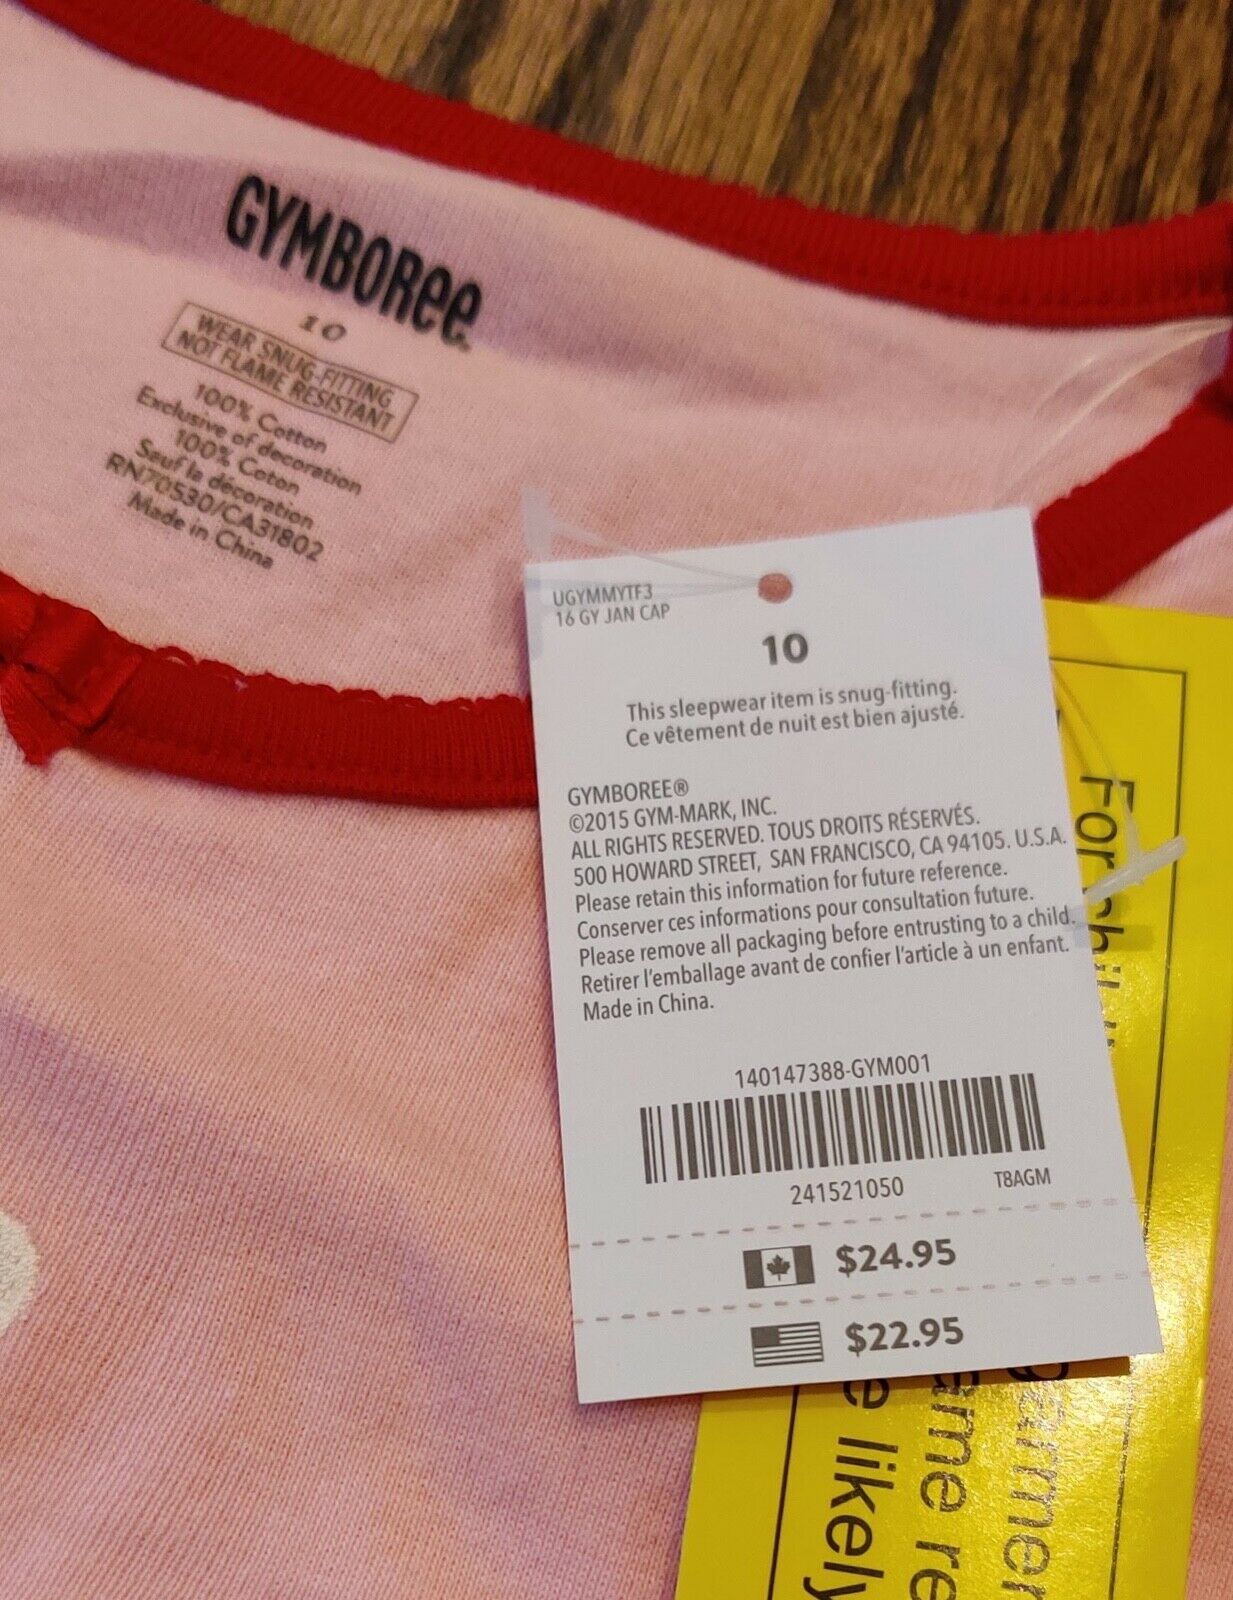 GYMBOREE
10
WEAR SNUG-FITTING
NOT FLAME RESISTANT
100% Cotton
Exclusive of decoration
100% Coton
Sauf la décoration
RN70530/CA31802
Made in China
UGYMMYTF3
16 GY JAN CAP
10
This sleepwear item is snug-fitting.
Ce vêtement de nuit est bien ajusté.
GYMBOREE®
©2015 GYM-MARK, INC.
ALL RIGHTS RESERVED. TOUS DROITS RÉSERVÉS.
500 HOWARD STREET, SAN FRANCISCO, CA 94105. U.S.A.
Please retain this information for future reference.
Conserver ces informations pour consultation future.
Please remove all packaging before entrusting to a child.
Retirer l'emballage avant de confier l'article à un enfant.
Made in China.
140147388-GYM001
241521050
T8AGM
$24.95
$22.95
For
likely